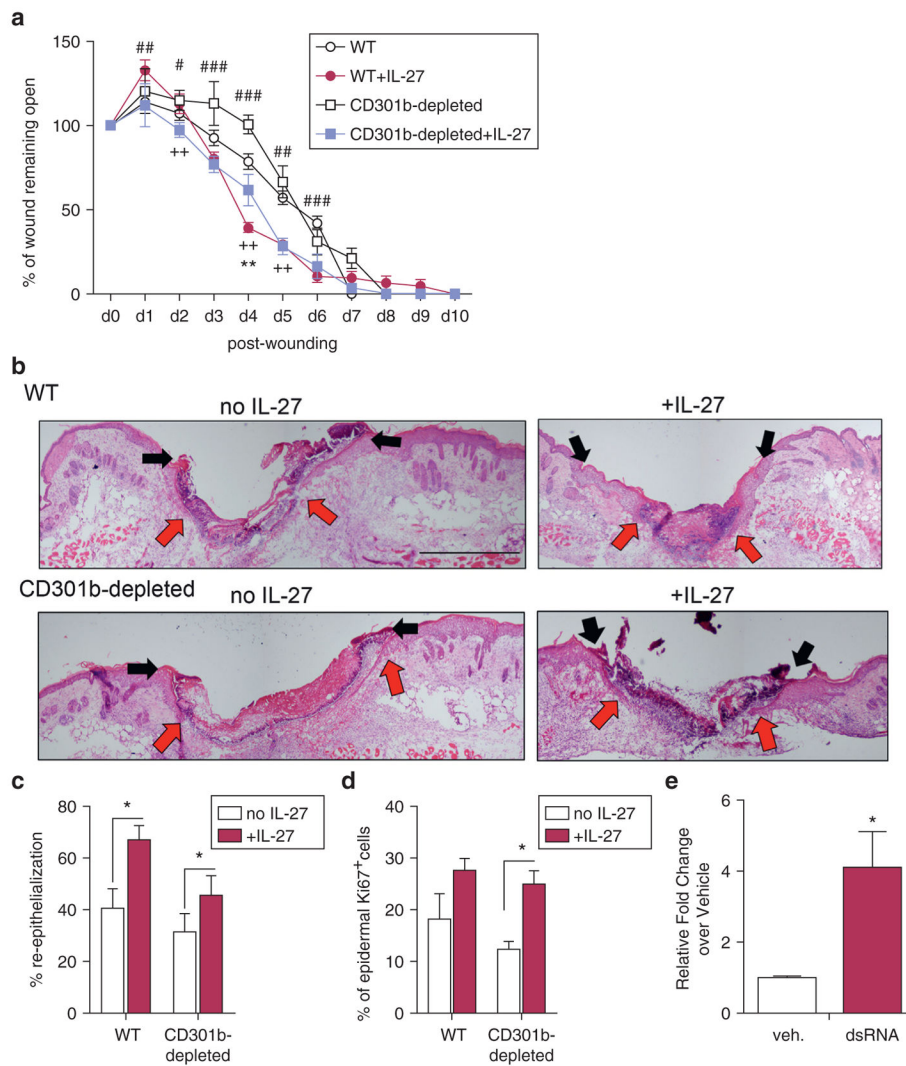 a
150
100
50
0
% of wound remaining open
##
#
###
###
##
###
++
++
**
++
WT
WT+IL-27
CD301b-depleted
CD301b-depleted+IL-27
d0 d1 d2 d3 d4 d5 d6 d7 d8 d9 d10
post-wounding
b
WT
no IL-27
+IL-27
CD301b-depleted
no IL-27
+IL-27
c
80
60
40
20
0
% re-epithelialization
*
*
no IL-27
+IL-27
WT
CD301b-
depleted
d
40
30
20
10
0
% of epidermal Ki67+cells
*
no IL-27
+IL-27
WT
CD301b-
depleted
e
6
4
2
0
Relative Fold Change
over Vehicle
*
veh.
dsRNA